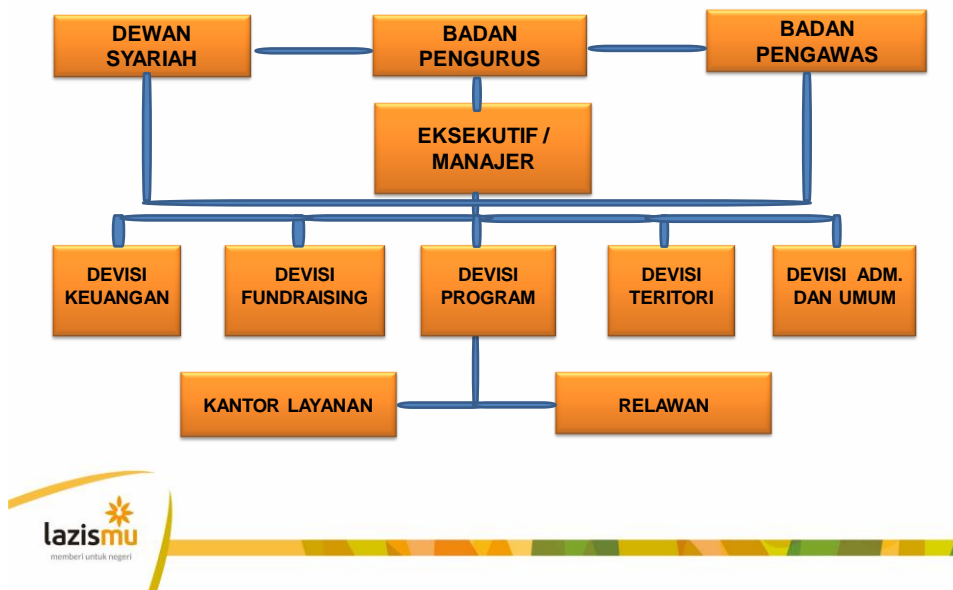 DEWAN
SYARIAH
BADAN
PENGURUS
BADAN
PENGAWAS
EKSEKUTIF /
MANAJER
DEVISI
KEUANGAN
DEVISI
FUNDRAISING
DEVISI
PROGRAM
DEVISI
TERITORI
DEVISI ADM.
DAN UMUM
KANTOR LAYANAN
RELAWAN
lazismu
memberi untuk negeri